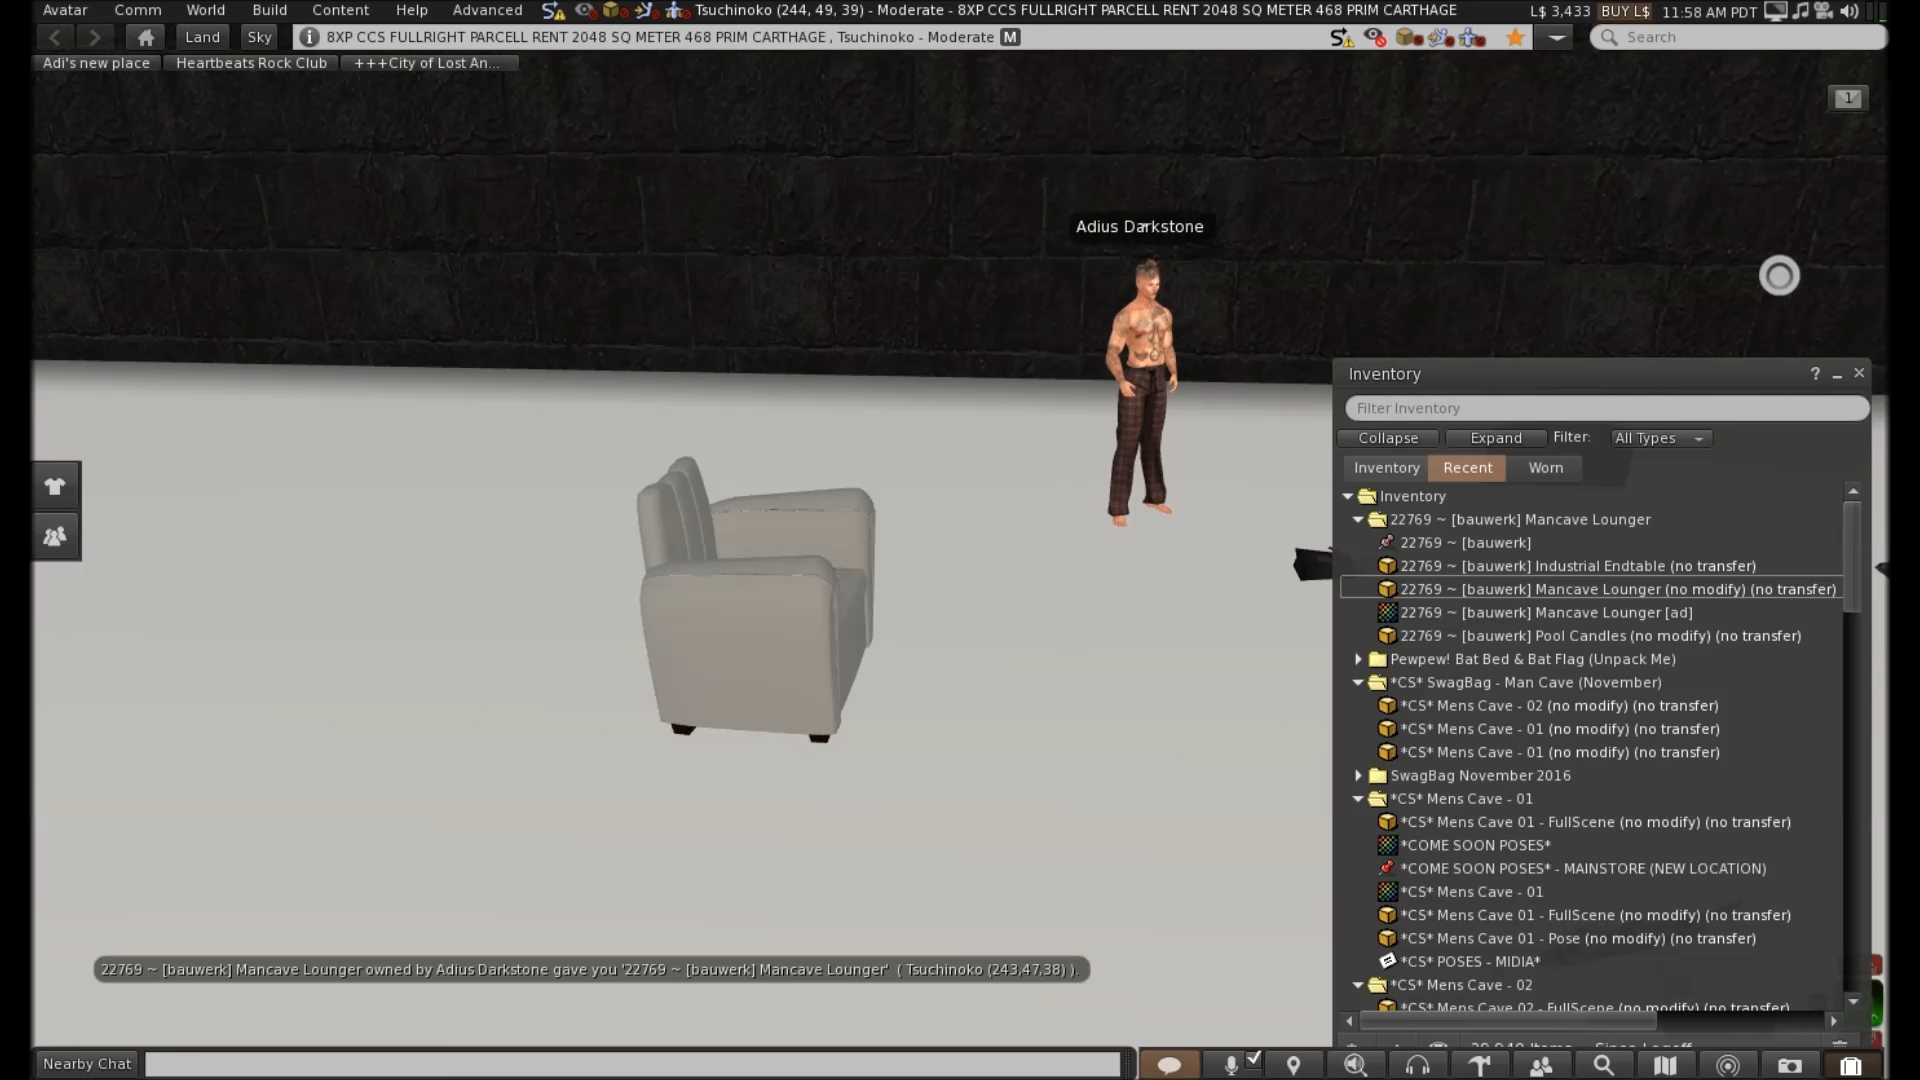 Avatar Comm World Build Content Help Advanced Tsuchinoko (244, 49, 39) - Moderate - 8XP CCS FULLRIGHT PARCELL RENT 2048 SQ METER 468 PRIM CARTHAGE L$ 3,433 BUY L$ 11:58 AM PDT
Land Sky 8XP CCS FULLRIGHT PARCELL RENT 2048 SQ METER 468 PRIM CARTHAGE , Tsuchinoko - Moderate M Search
Adi's new place Heartbeats Rock Club +++City of Lost An...
1
Adius Darkstone
Inventory ?
Filter Inventory
Collapse Expand Filter: All Types
Inventory Recent Worn
Inventory
22769 ~ [bauwerk] Mancave Lounger
22769 ~ [bauwerk]
22769 ~ [bauwerk] Industrial Endtable (no transfer)
22769 ~ [bauwerk] Mancave Lounger (no modify) (no transfer)
22769 ~ [bauwerk] Mancave Lounger [ad]
22769 ~ [bauwerk] Pool Candles (no modify) (no transfer)
Pewpew! Bat Bed & Bat Flag (Unpack Me)
*CS* SwagBag - Man Cave (November)
*CS* Mens Cave - 02 (no modify) (no transfer)
*CS* Mens Cave - 01 (no modify) (no transfer)
*CS* Mens Cave - 01 (no modify) (no transfer)
SwagBag November 2016
*CS* Mens Cave - 01
*CS* Mens Cave 01 - FullScene (no modify) (no transfer)
*COME SOON POSES*
*COME SOON POSES* - MAINSTORE (NEW LOCATION)
*CS* Mens Cave - 01
*CS* Mens Cave 01 - FullScene (no modify) (no transfer)
*CS* Mens Cave 01 - Pose (no modify) (no transfer)
*CS* POSES - MIDIA*
*CS* Mens Cave - 02
*CS* Mens Cave 02 - FullScene (no modify) (no transfer)
22769 ~ [bauwerk] Mancave Lounger owned by Adius Darkstone gave you '22769 ~ [bauwerk] Mancave Lounger' ( Tsuchinoko (243,47,38) ).
Nearby Chat